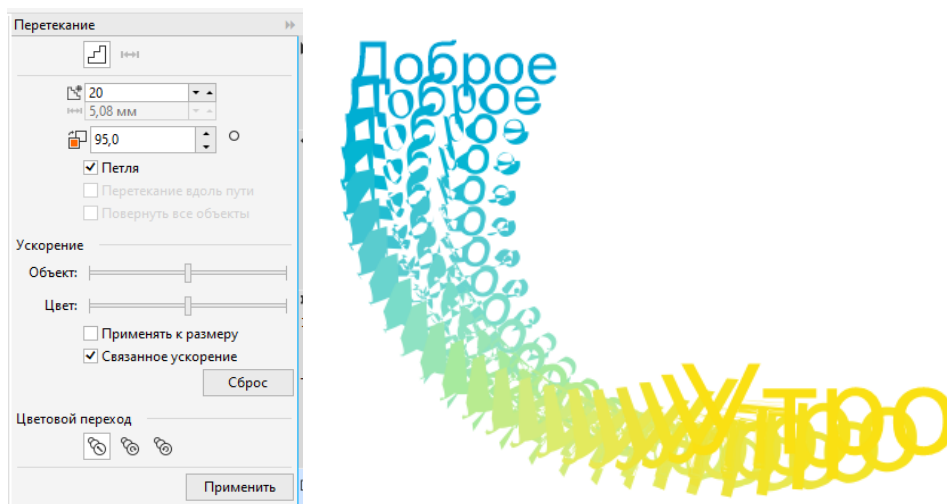 Перетекание
20
5,08 мм
95,0
Петля
Перетекание вдоль пути
Повернуть все объекты
Ускорение
Объект:
Цвет:
Применять к размеру
Связанное ускорение
Сброс
Цветовой переход
Применить
Доброе
Утро